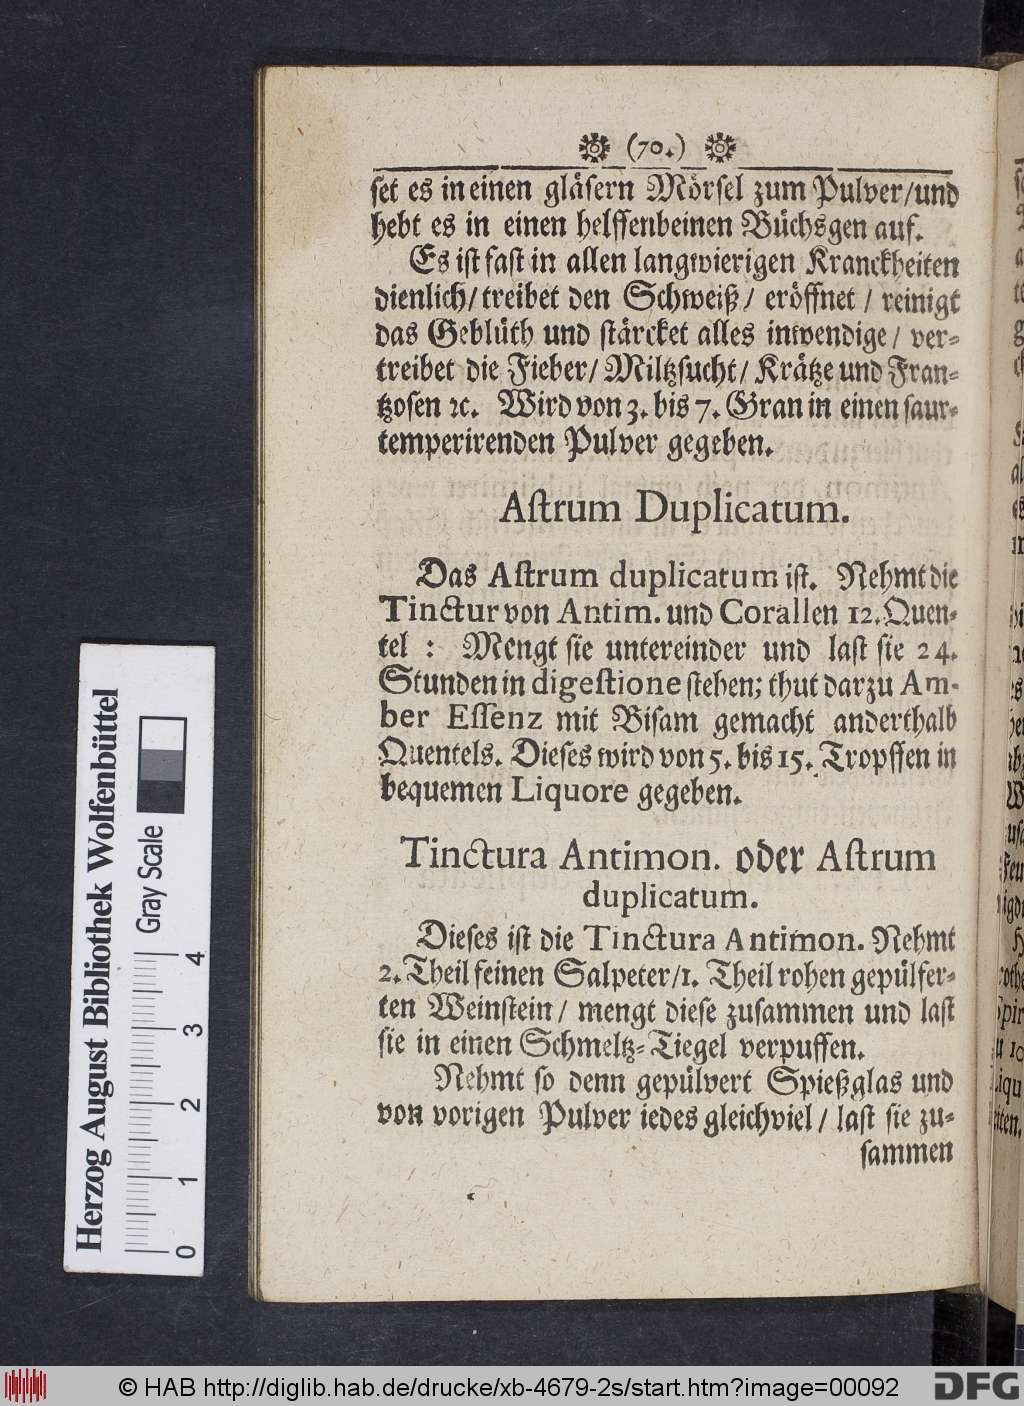 (70.)
set es in einen gläsern Mörsel zum Pulver/und
hebt es in einen helffenbeinen Büchsgen auf.
Es ist fast in allen langwierigen Kranckheiten
dienlich/ treibet den Schweiß/ eröffnet / reinigt
das Geblüth und stärcket alles inwendige/ ver-
treibet die Fieber/ Miltzsucht/ Krätze und Fran-
tzosen ꝛc. Wird von 3. bis 7. Gran in einen saur-
temperirenden Pulver gegeben.
Astrum Duplicatum.
Das Astrum duplicatum ist. Nehmt die
Tinctur von Antim. und Corallen 12. Quen-
tel : Mengt sie untereinder und last sie 24.
Stunden in digestione stehen; thut darzu Am-
ber Essenz mit Bisam gemacht anderthalb
Quentels. Dieses wird von 5. bis 15. Tropffen in
bequemen Liquore gegeben.
Tinctura Antimon. oder Astrum
duplicatum.
Dieses ist die Tinctura Antimon. Nehmt
2. Theil feinen Salpeter/1. Theil rohen gepülfer-
ten Weinstein/ mengt diese zusammen und last
sie in einen Schmeltz-Tiegel verpuffen.
Nehmt so denn gepülvert Spießglas und
von vorigen Pulver iedes gleichviel/ last sie zu-
sammen
Herzog August Bibliothek Wolfenbüttel
Gray Scale
0 1 2 3 4
© HAB http://diglib.hab.de/drucke/xb-4679-2s/start.htm?image=00092
DFG